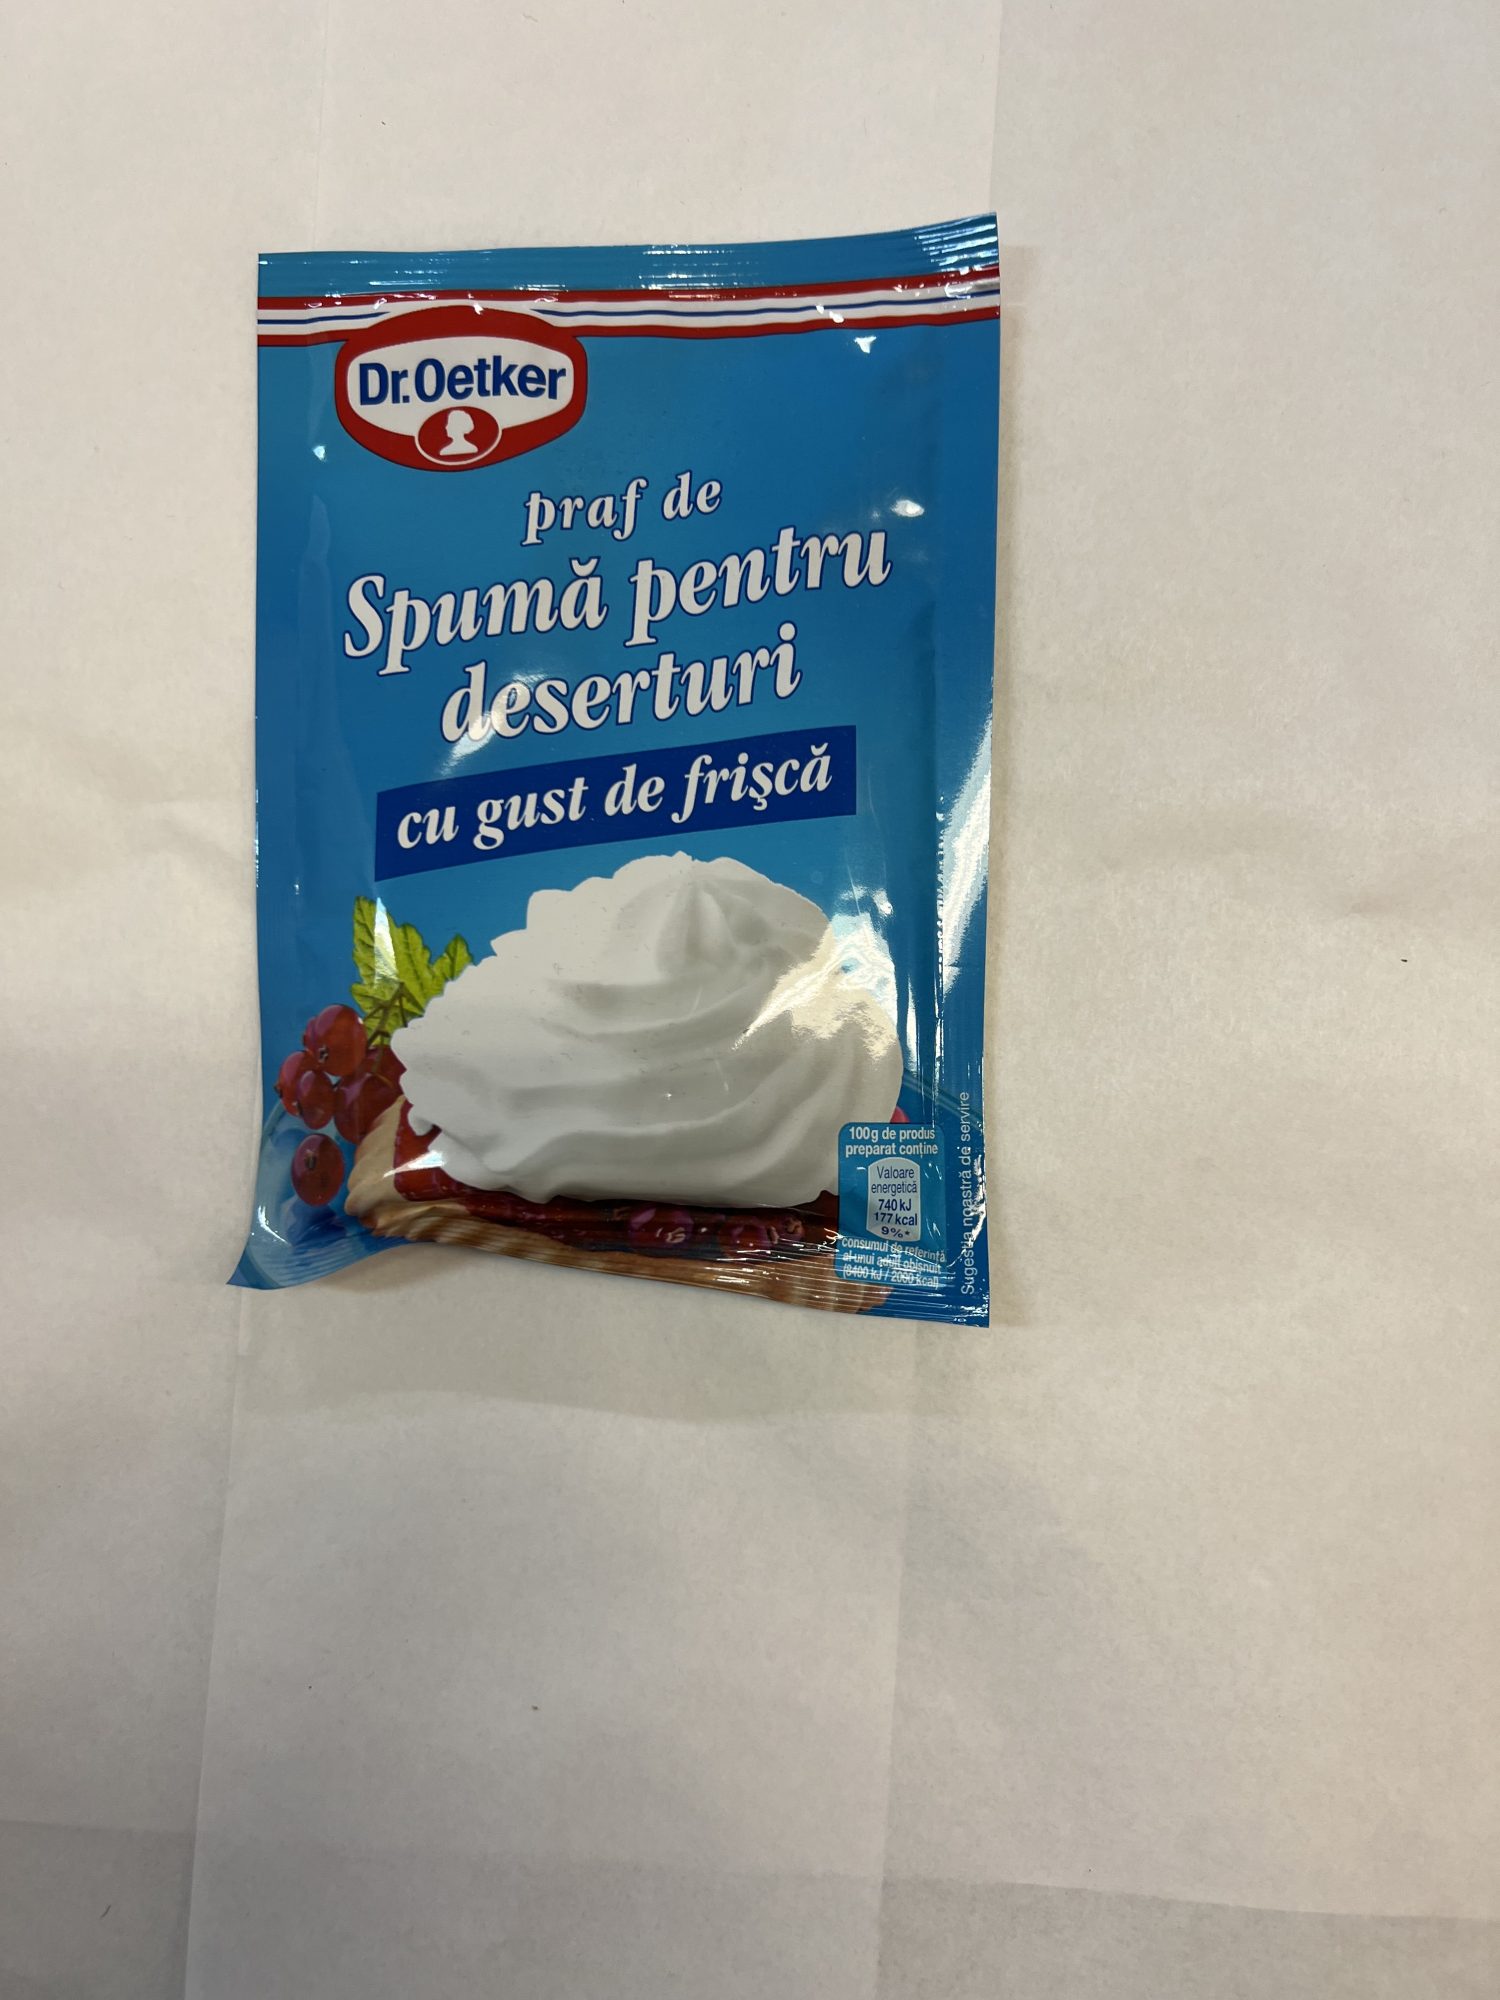 Dr.Oetker
praf de
Spumă pentru
deserturi
cu gust de frişcă
100g de produs
preparat conține
Valoare
energetică
740 kJ
177 kcal
9%*
consumul de referință
al unui adult obișnuit
(8400 kJ / 2000 kcal)
Sugestia noastră de servire